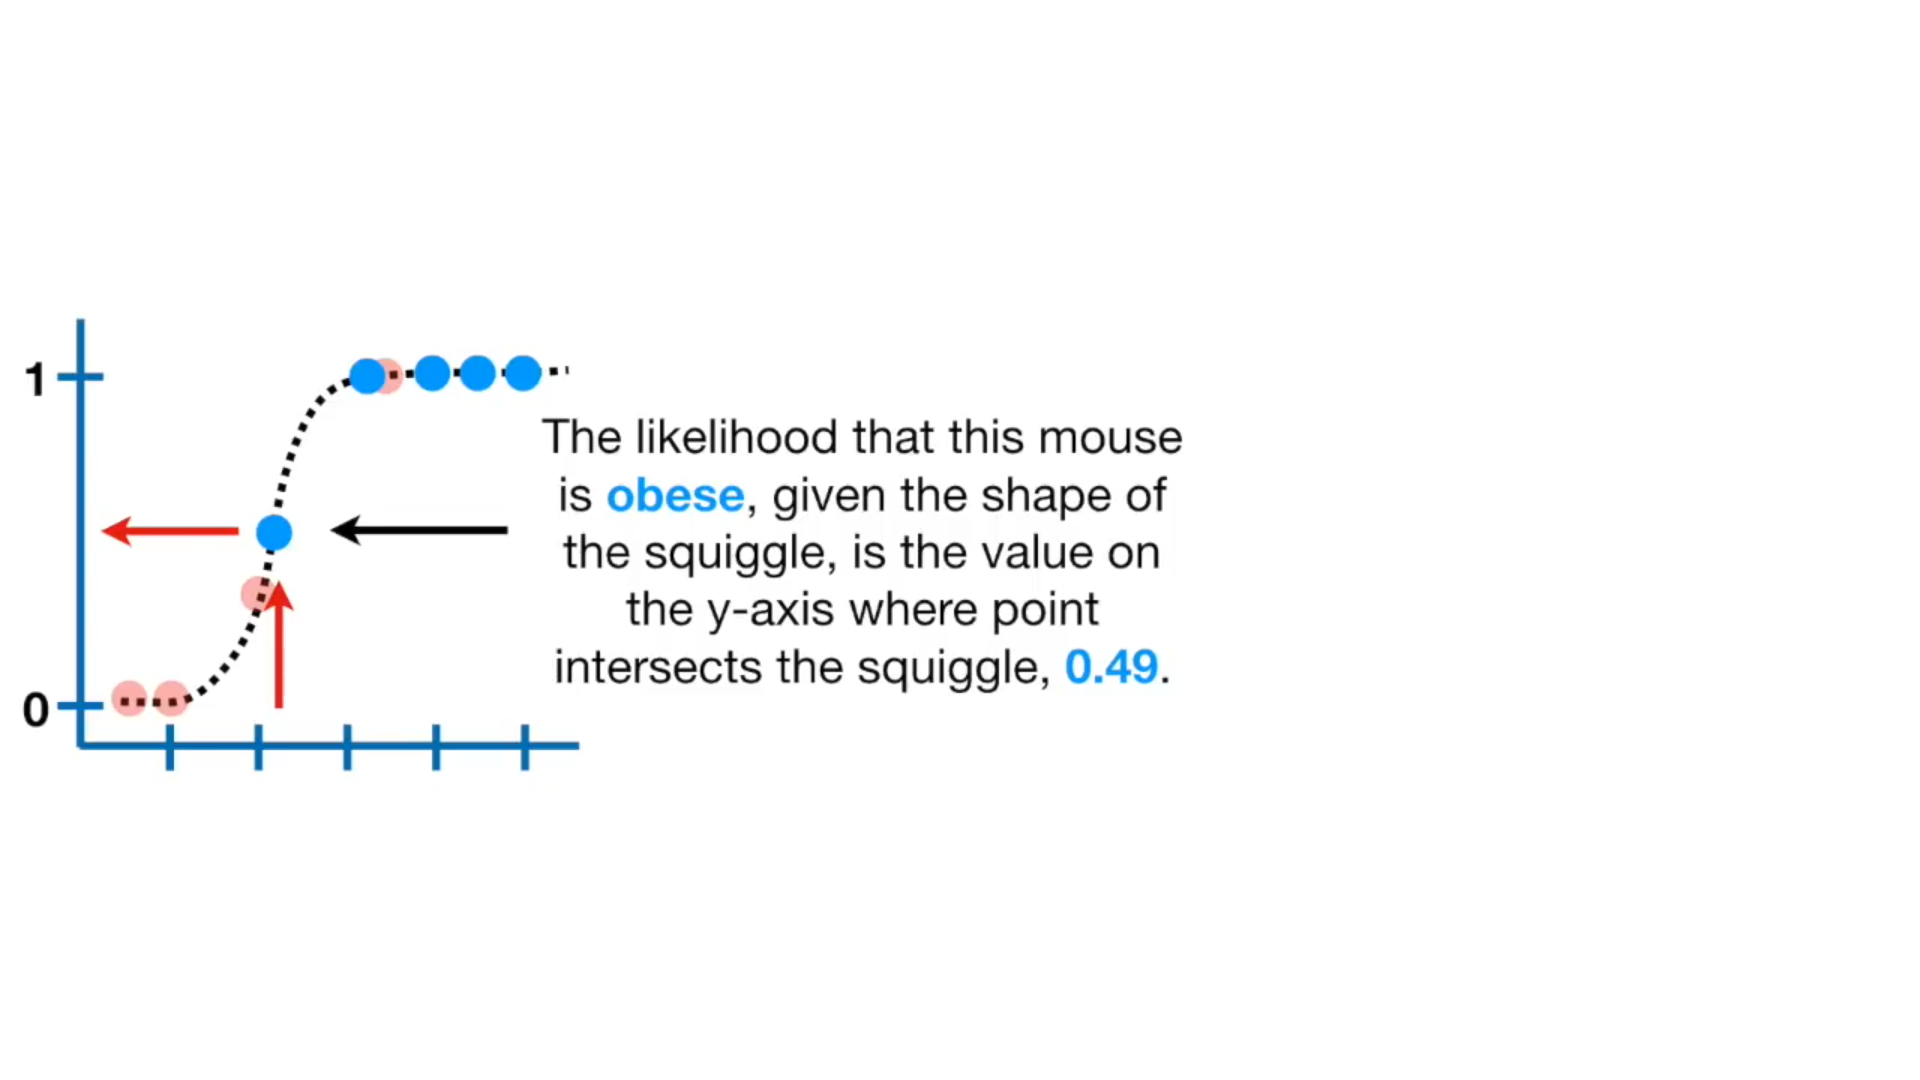 1
The likelihood that this mouse
is obese, given the shape of
the squiggle, is the value on
the y-axis where point
intersects the squiggle, 0.49.
0